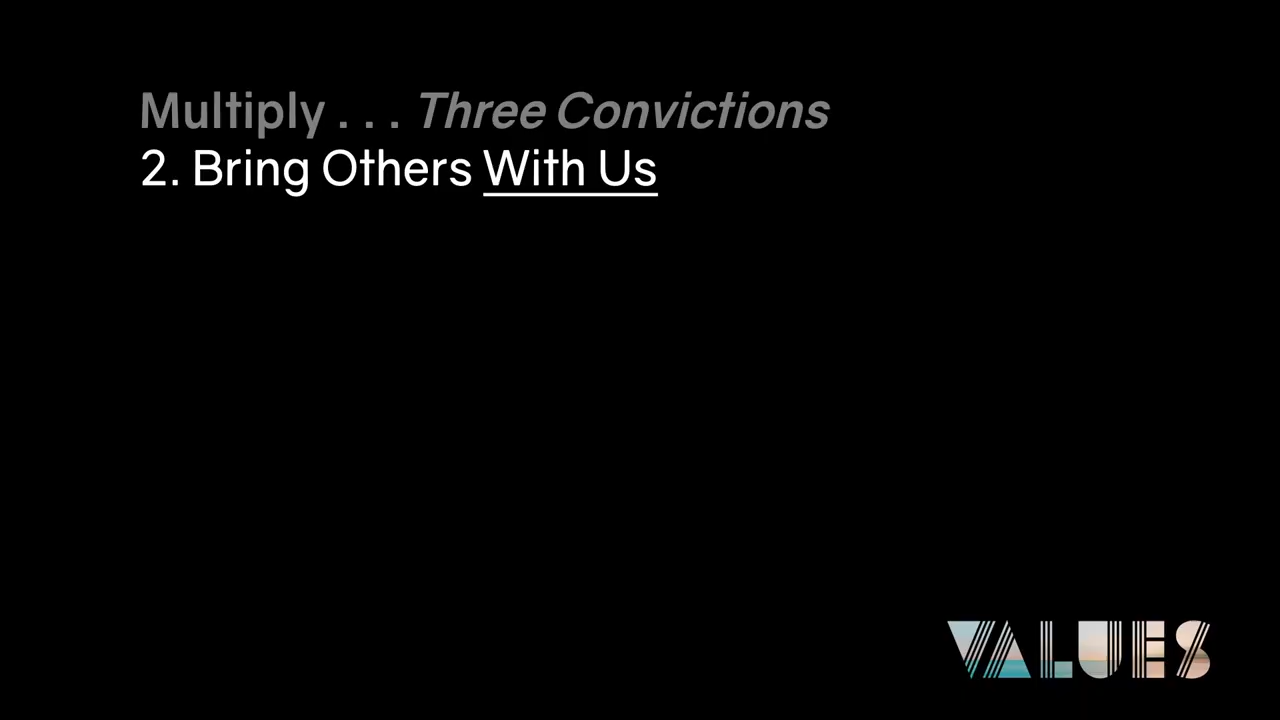 Multiply . . . Three Convictions
2. Bring Others With Us
VALUES